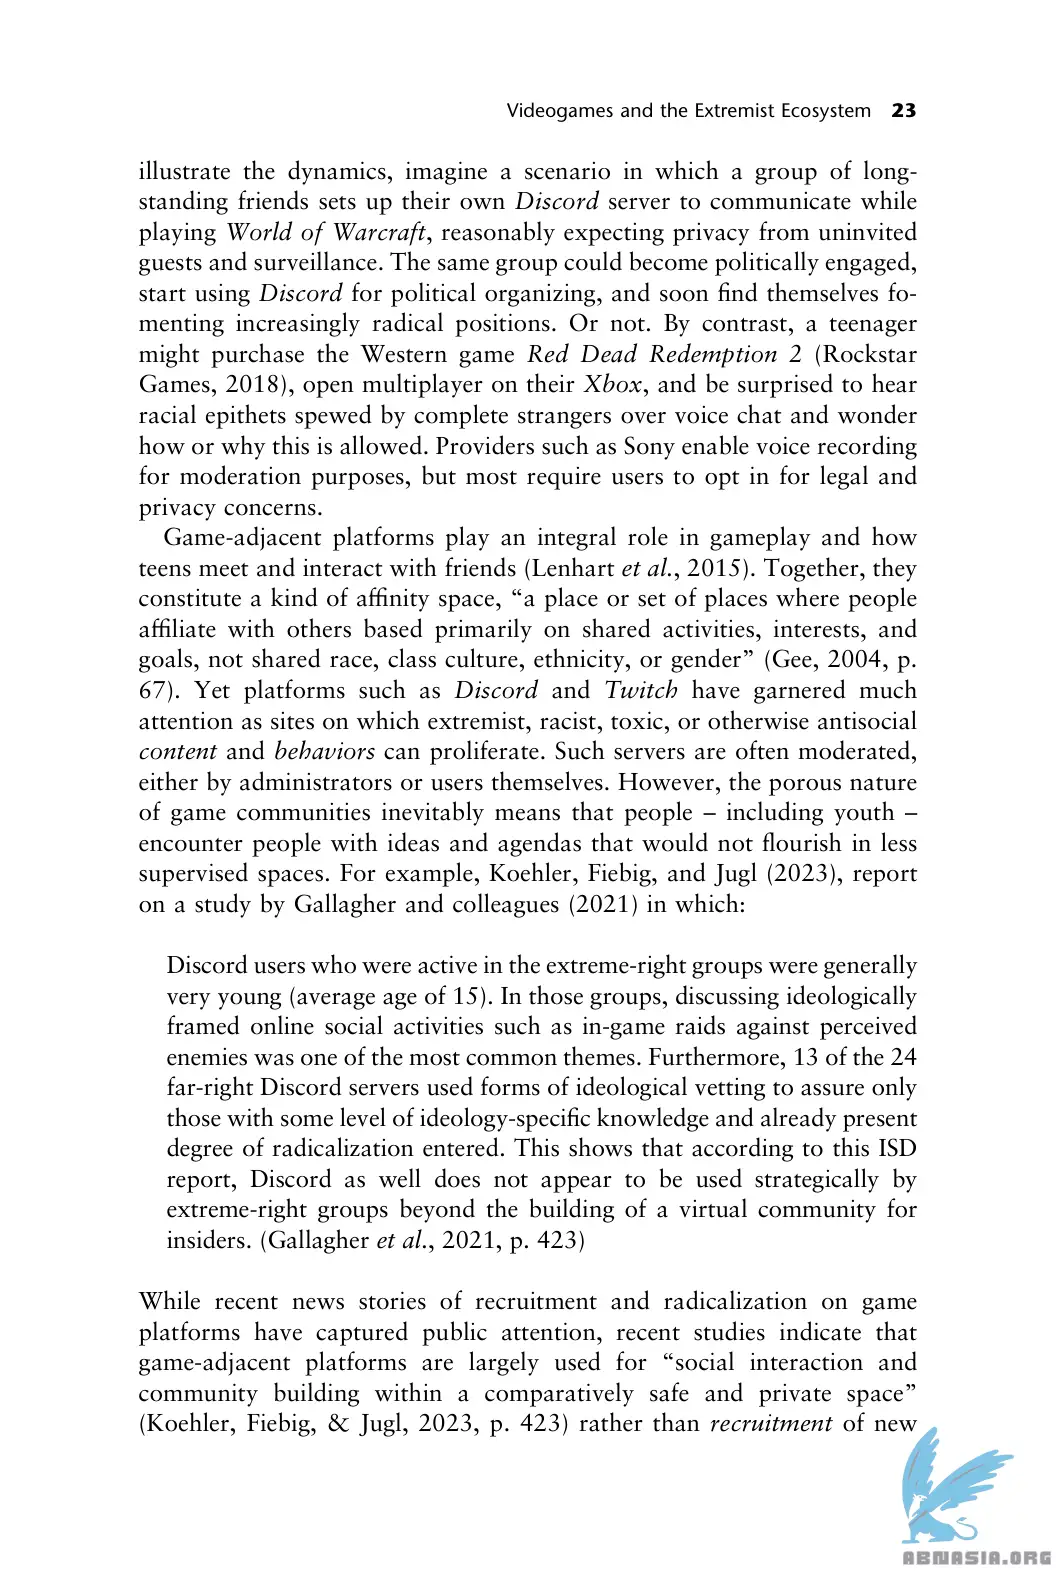 Videogames and the Extremist Ecosystem 23
illustrate the dynamics, imagine a scenario in which a group of long-
standing friends sets up their own Discord server to communicate while
playing World of Warcraft, reasonably expecting privacy from uninvited
guests and surveillance. The same group could become politically engaged,
start using Discord for political organizing, and soon find themselves fo-
menting increasingly radical positions. Or not. By contrast, a teenager
might purchase the Western game Red Dead Redemption 2 (Rockstar
Games, 2018), open multiplayer on their Xbox, and be surprised to hear
racial epithets spewed by complete strangers over voice chat and wonder
how or why this is allowed. Providers such as Sony enable voice recording
for moderation purposes, but most require users to opt in for legal and
privacy concerns.
Game-adjacent platforms play an integral role in gameplay and how
teens meet and interact with friends (Lenhart et al., 2015). Together, they
constitute a kind of affinity space, “a place or set of places where people
affiliate with others based primarily on shared activities, interests, and
goals, not shared race, class culture, ethnicity, or gender” (Gee, 2004, p.
67). Yet platforms such as Discord and Twitch have garnered much
attention as sites on which extremist, racist, toxic, or otherwise antisocial
content and behaviors can proliferate. Such servers are often moderated,
either by administrators or users themselves. However, the porous nature
of game communities inevitably means that people – including youth –
encounter people with ideas and agendas that would not flourish in less
supervised spaces. For example, Koehler, Fiebig, and Jugl (2023), report
on a study by Gallagher and colleagues (2021) in which:
Discord users who were active in the extreme-right groups were generally
very young (average age of 15). In those groups, discussing ideologically
framed online social activities such as in-game raids against perceived
enemies was one of the most common themes. Furthermore, 13 of the 24
far-right Discord servers used forms of ideological vetting to assure only
those with some level of ideology-specific knowledge and already present
degree of radicalization entered. This shows that according to this ISD
report, Discord as well does not appear to be used strategically by
extreme-right groups beyond the building of a virtual community for
insiders. (Gallagher et al., 2021, p. 423)
While recent news stories of recruitment and radicalization on game
platforms have captured public attention, recent studies indicate that
game-adjacent platforms are largely used for “social interaction and
community building within a comparatively safe and private space”
(Koehler, Fiebig, & Jugl, 2023, p. 423) rather than recruitment of new
ABNASIA.ORG